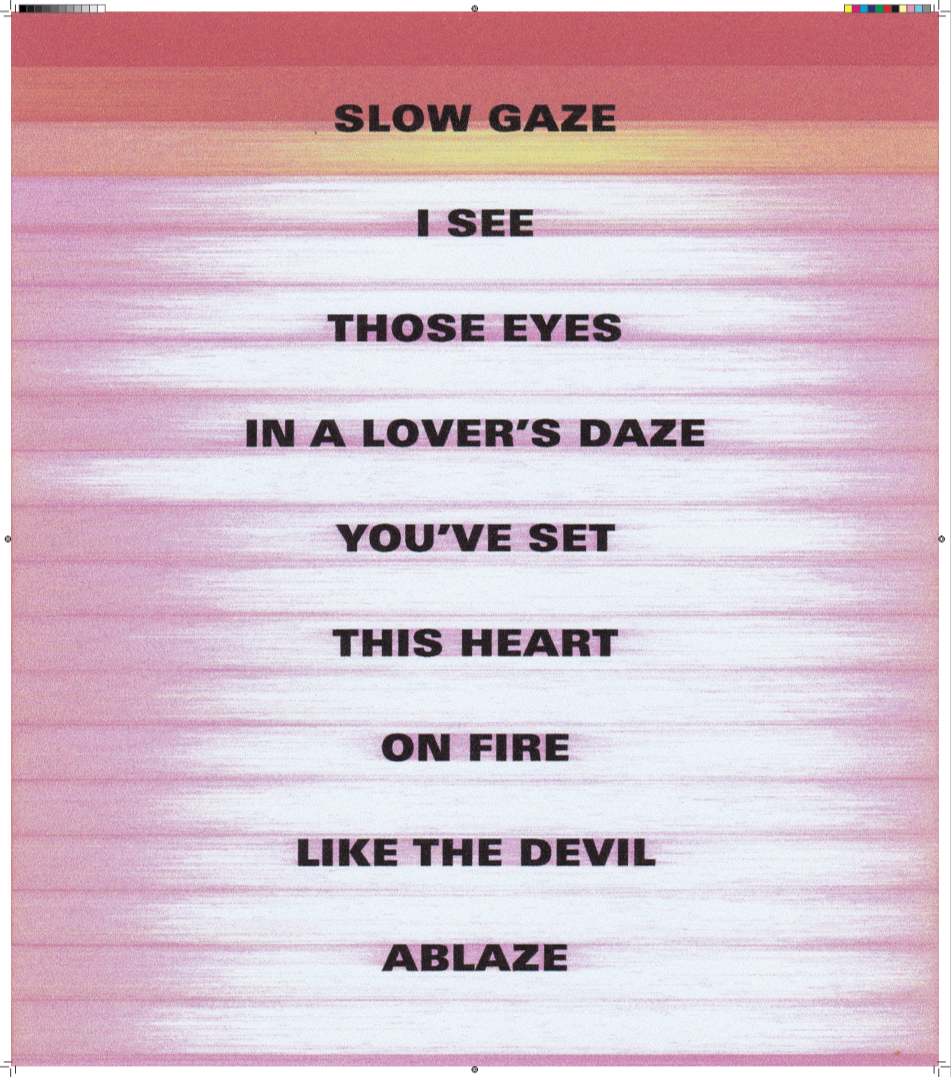 SLOW GAZE
I SEE
THOSE EYES
IN A LOVER'S DAZE
YOU'VE SET
THIS HEART
ON FIRE
LIKE THE DEVIL
ABLAZE